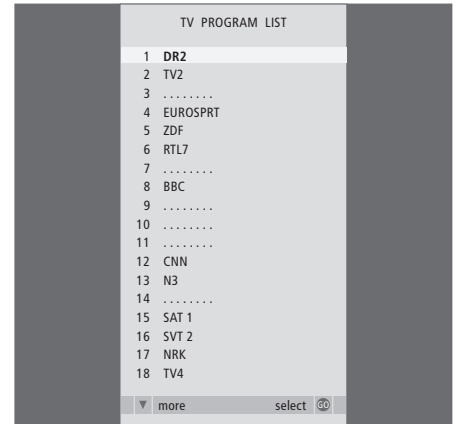 TV PROGRAM LIST
1 DR2
2 TV2
3 . . . . . . . .
4 EUROSPRT
5 ZDF
6 RTL7
7 . . . . . . . .
8 BBC
9 . . . . . . . .
10 . . . . . . . .
11 . . . . . . . .
12 CNN
13 N3
14 . . . . . . . .
15 SAT 1
16 SVT 2
17 NRK
18 TV4
▼ more select GO